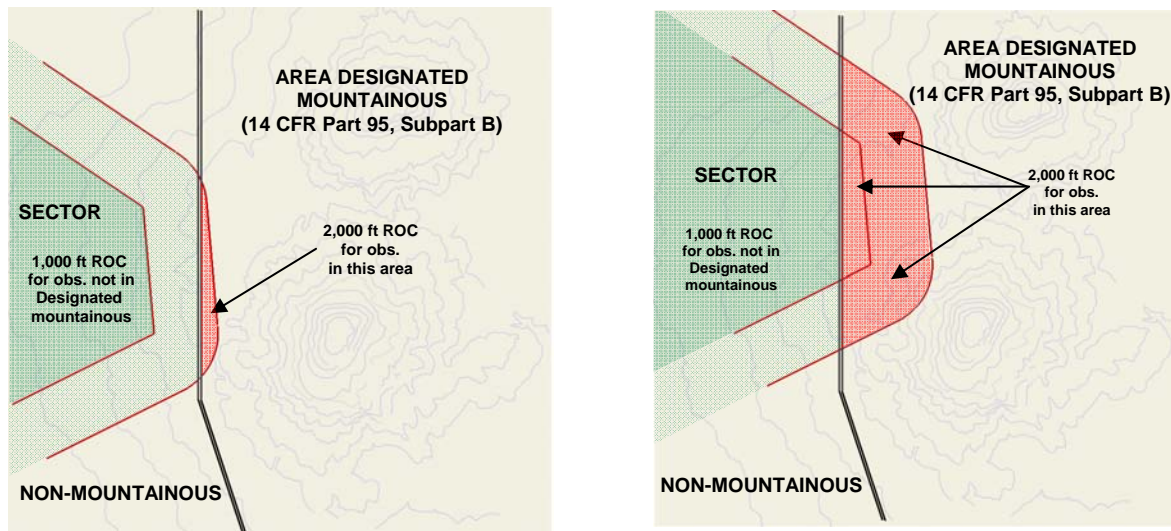 AREA DESIGNATED
MOUNTAINOUS
(14 CFR Part 95, Subpart B)
SECTOR
1,000 ft ROC
for obs. not in
Designated
mountainous
2,000 ft ROC
for obs.
in this area
NON-MOUNTAINOUS
AREA DESIGNATED
MOUNTAINOUS
(14 CFR Part 95, Subpart B)
SECTOR
1,000 ft ROC
for obs. not in
Designated
mountainous
2,000 ft ROC
for obs.
in this area
NON-MOUNTAINOUS